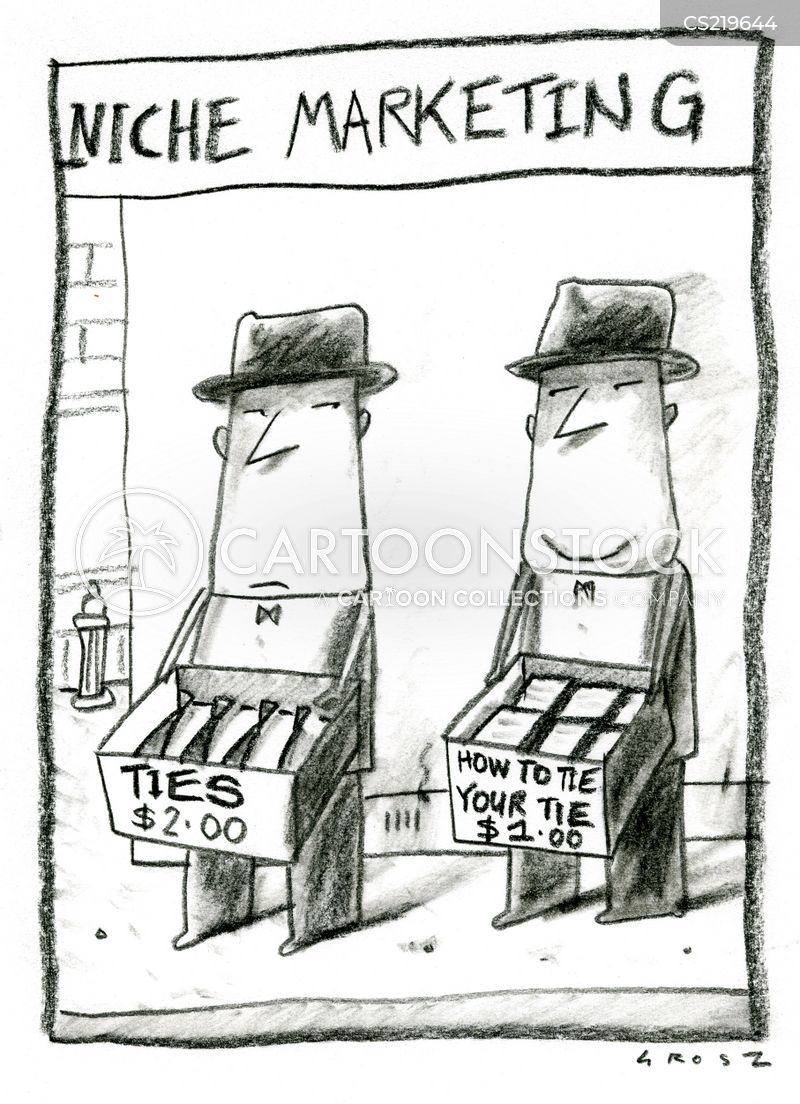 CS219644
NICHE MARKETING
CARTOONSTOCK
A CARTOON COLLECTIONS COMPANY
TIES
$2.00
HOW TO TIE
YOUR TIE
$1.00
GROSZ